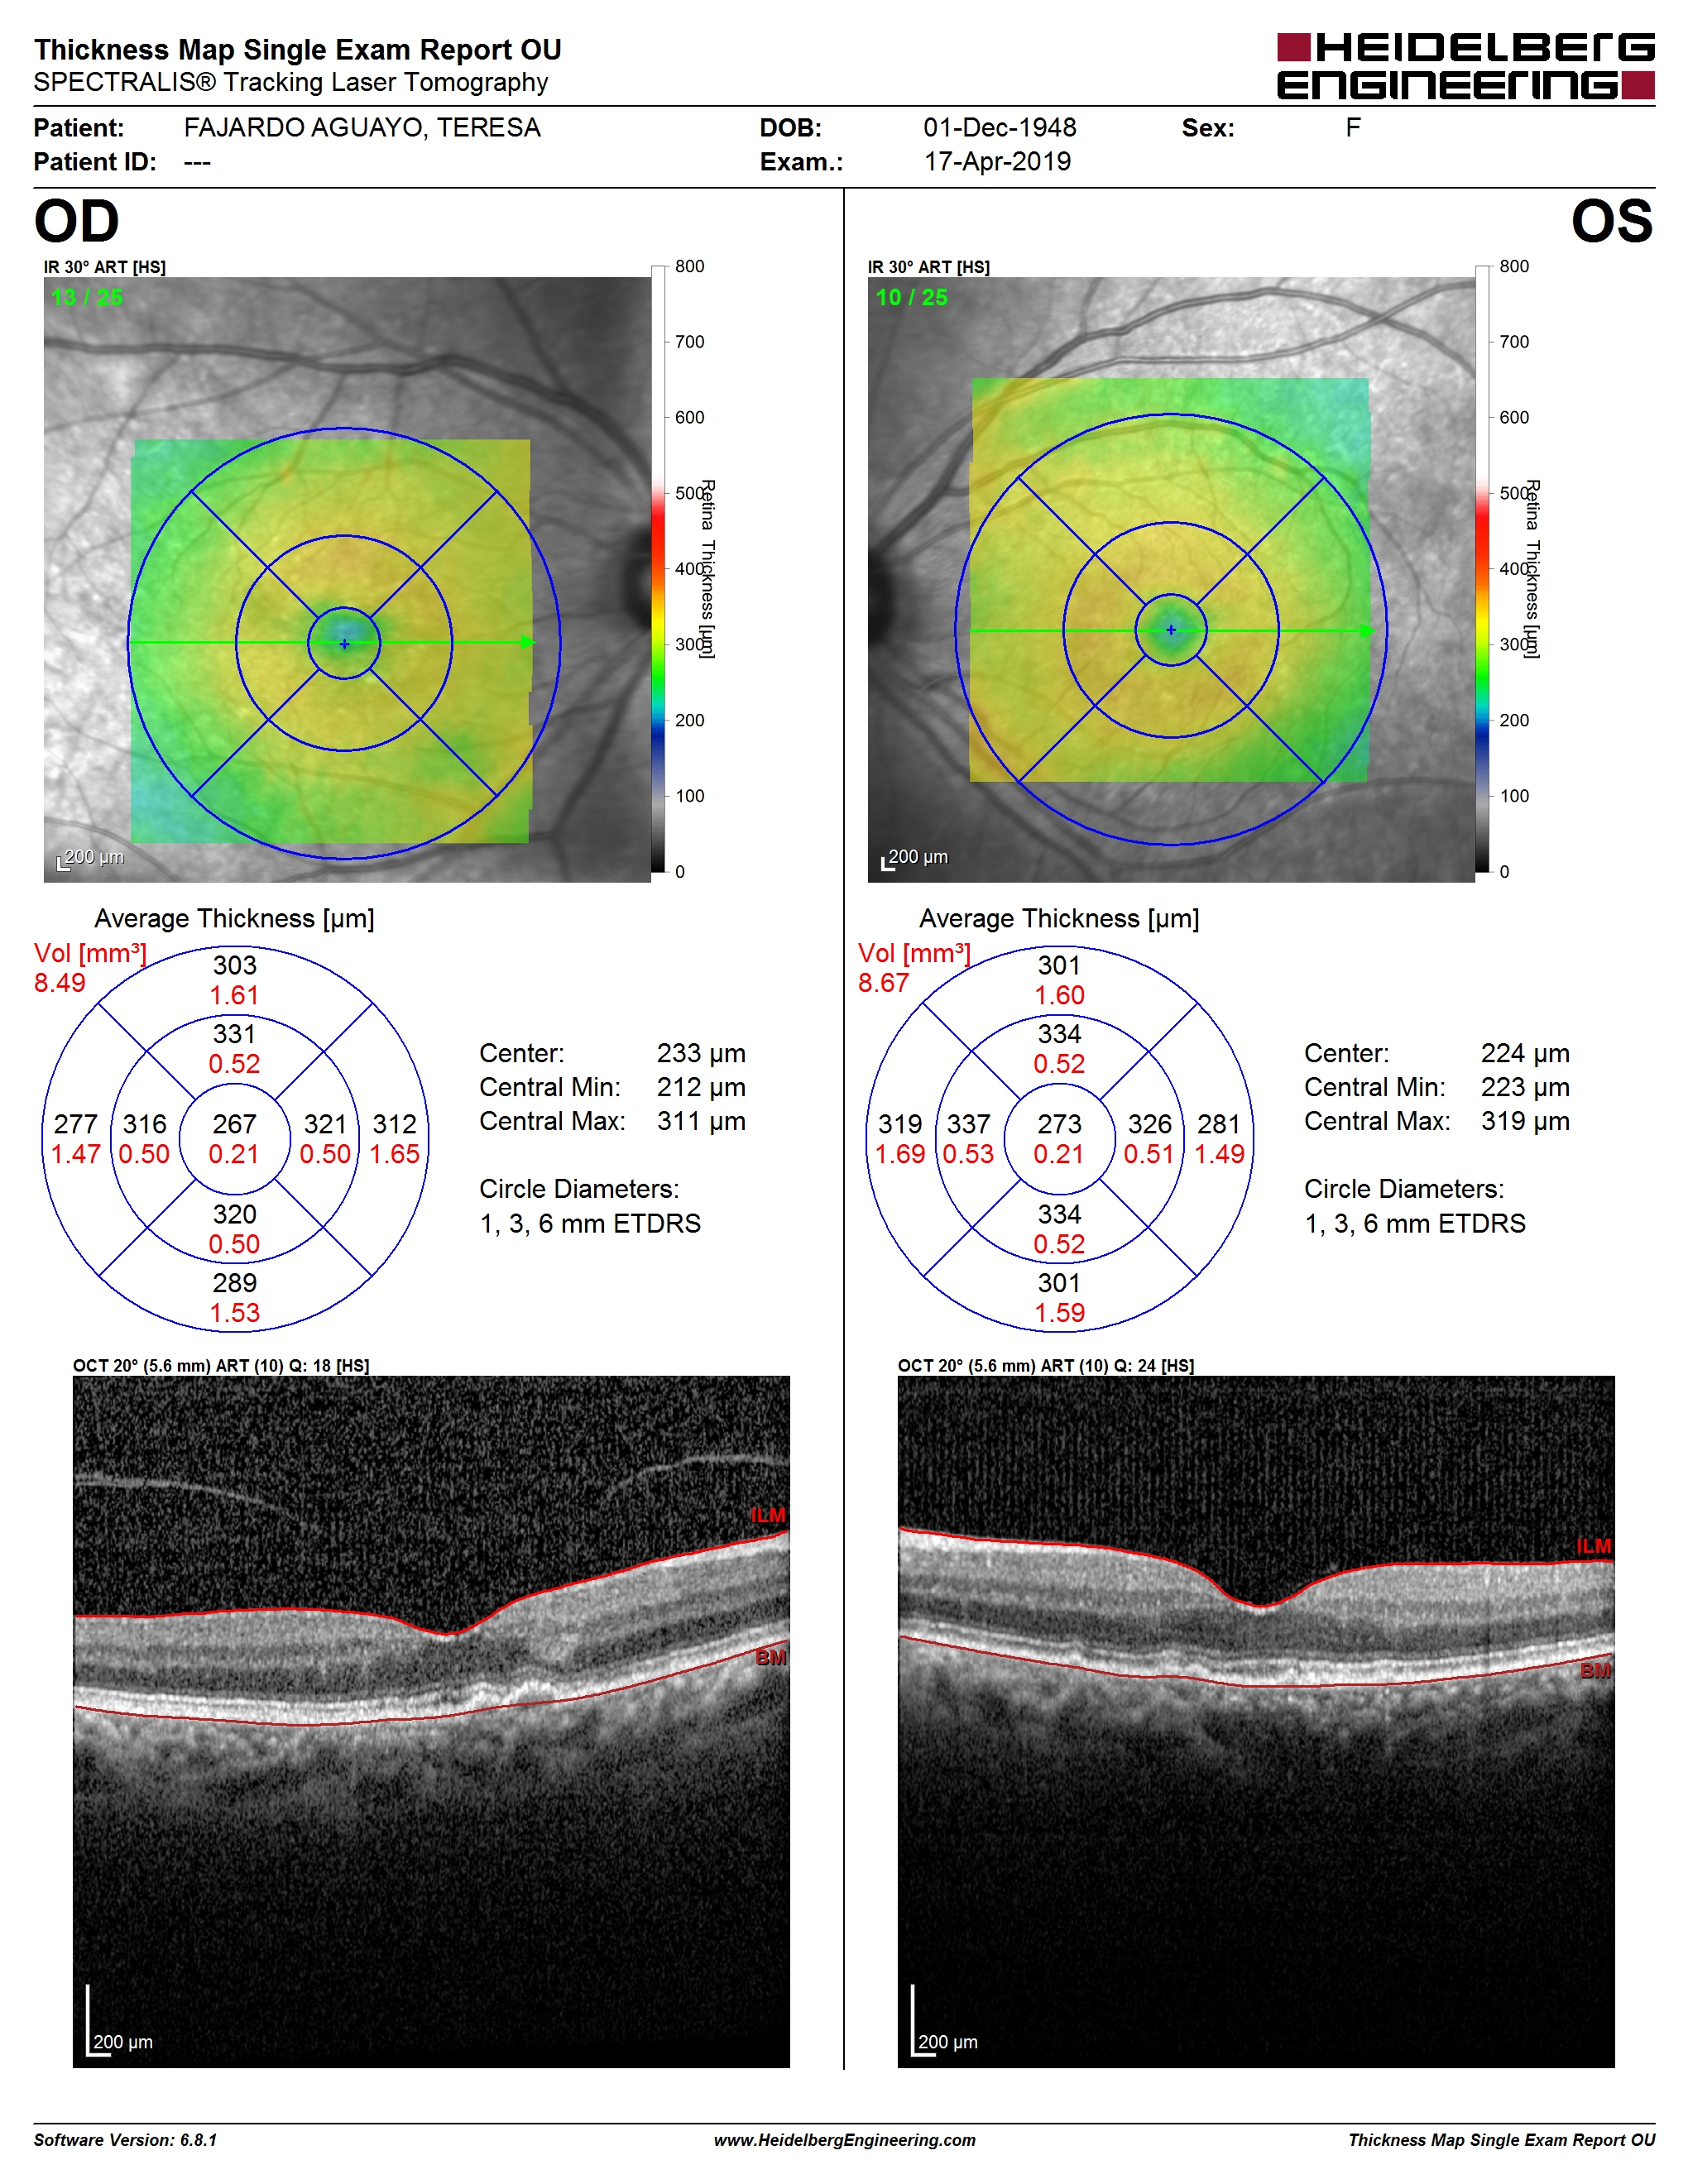 Thickness Map Single Exam Report OU
SPECTRALIS® Tracking Laser Tomography
HEIDELBERG
ENGINEERING
Patient: FAJARDO AGUAYO, TERESA DOB: 01-Dec-1948 Sex: F
Patient ID: --- Exam.: 17-Apr-2019
OD
IR 30° ART [HS]
13 / 25
800
700
600
500
400
300
200
100
0
Retina Thickness [µm]
200 µm
Average Thickness [µm]
Vol [mm³]
8.49
303
1.61
331
0.52
277 316 267 321 312
1.47 0.50 0.21 0.50 1.65
320
0.50
289
1.53
Center: 233 µm
Central Min: 212 µm
Central Max: 311 µm
Circle Diameters:
1, 3, 6 mm ETDRS
OCT 20° (5.6 mm) ART (10) Q: 18 [HS]
ILM
BM
200 µm
OS
IR 30° ART [HS]
10 / 25
800
700
600
500
400
300
200
100
0
Retina Thickness [µm]
200 µm
Average Thickness [µm]
Vol [mm³]
8.67
301
1.60
334
0.52
319 337 273 326 281
1.69 0.53 0.21 0.51 1.49
334
0.52
301
1.59
Center: 224 µm
Central Min: 223 µm
Central Max: 319 µm
Circle Diameters:
1, 3, 6 mm ETDRS
OCT 20° (5.6 mm) ART (10) Q: 24 [HS]
ILM
BM
200 µm
Software Version: 6.8.1 www.HeidelbergEngineering.com Thickness Map Single Exam Report OU